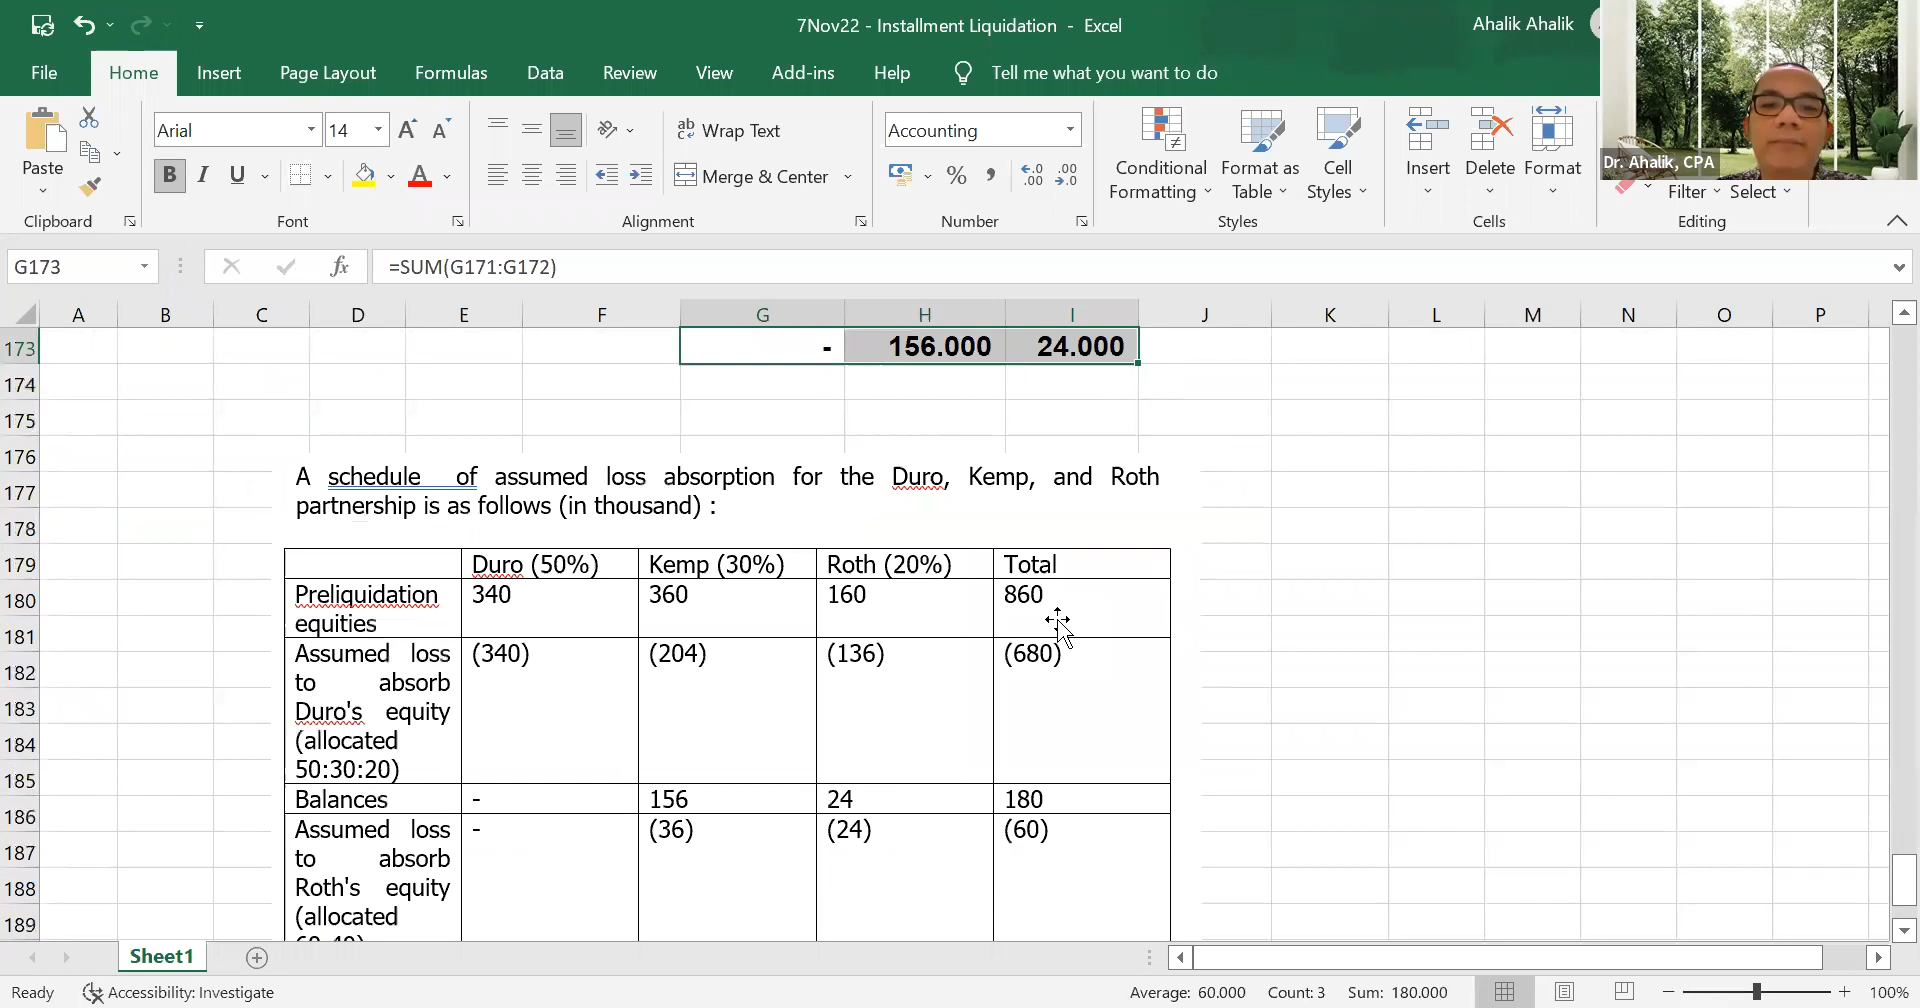 7Nov22 - Installment Liquidation - Excel
Ahalik Ahalik
File Home Insert Page Layout Formulas Data Review View Add-ins Help Tell me what you want to do
Dr. Ahalik, CPA
Arial 14 A A
ab Wrap Text
Accounting
Paste
B I U A
Merge & Center
% , .0 .00 .00 .0
Conditional Formatting
Format as Table
Cell Styles
Insert Delete Format
Filter Select
Clipboard Font Alignment Number Styles Cells Editing
G173 fx =SUM(G171:G172)
A B C D E F G H I J K L M N O P
173 - 156.000 24.000
174
175
176
A schedule of assumed loss absorption for the Duro, Kemp, and Roth
177
partnership is as follows (in thousand) :
178
179 Duro (50%) Kemp (30%) Roth (20%) Total
180 Preliquidation 340 360 160 860
181 equities
Assumed loss (340) (204) (136) (680)
182 to absorb
183 Duro's equity
184 (allocated
185 50:30:20)
186 Balances - 156 24 180
187 Assumed loss - (36) (24) (60)
to absorb
188 Roth's equity
189 (allocated
Sheet1
Ready Accessibility: Investigate Average: 60.000 Count: 3 Sum: 180.000 100%